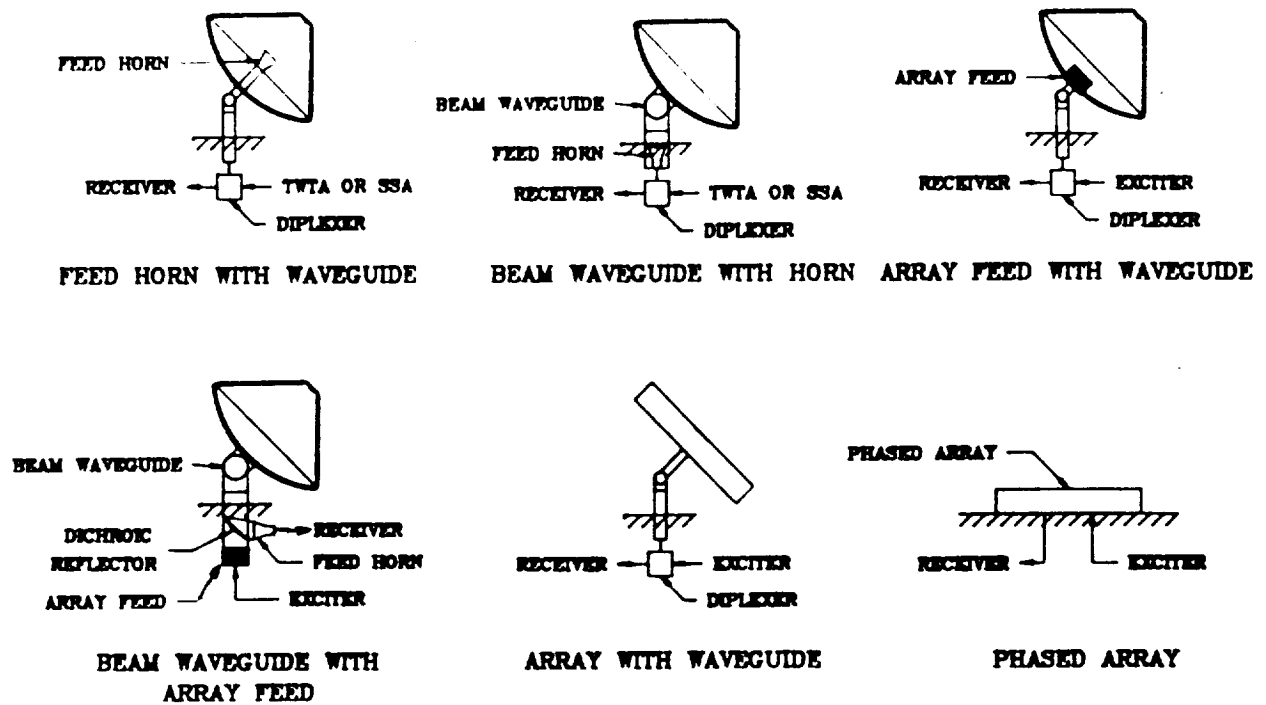 FEED HORN
RECEIVER
TWTA OR SSA
DIPLEXER
FEED HORN WITH WAVEGUIDE
BEAM WAVEGUIDE
FEED HORN
RECEIVER
TWTA OR SSA
DIPLEXER
BEAM WAVEGUIDE WITH HORN
ARRAY FEED
RECEIVER
EXCITER
DIPLEXER
ARRAY FEED WITH WAVEGUIDE
BEAM WAVEGUIDE
DICHROIC
REFLECTOR
ARRAY FEED
RECEIVER
FEED HORN
EXCITER
BEAM WAVEGUIDE WITH
ARRAY FEED
RECEIVER
EXCITER
DIPLEXER
ARRAY WITH WAVEGUIDE
PHASED ARRAY
RECEIVER
EXCITER
PHASED ARRAY